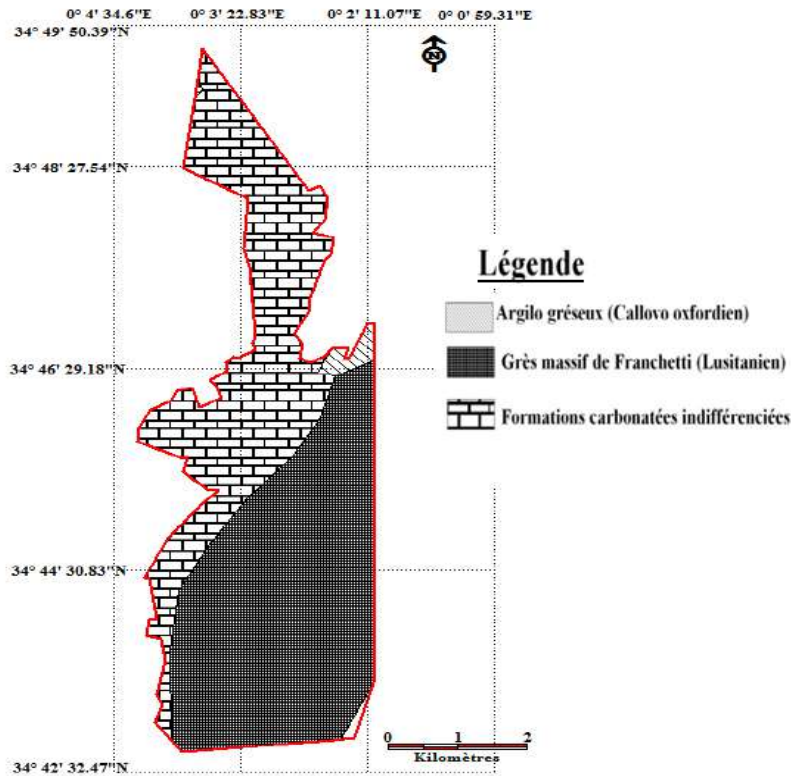 0° 4' 34.6"E 0° 3' 22.83"E 0° 2' 11.07"E 0° 0' 59.31"E
34° 49' 50.39"N
N
34° 48' 27.54"N
Légende
Argilo gréseux (Callovo oxfordien)
Grès massif de Franchetti (Lusitanien)
Formations carbonatées indifférenciées
34° 46' 29.18"N
34° 44' 30.83"N
0 1 2
Kilomètres
34° 42' 32.47"N